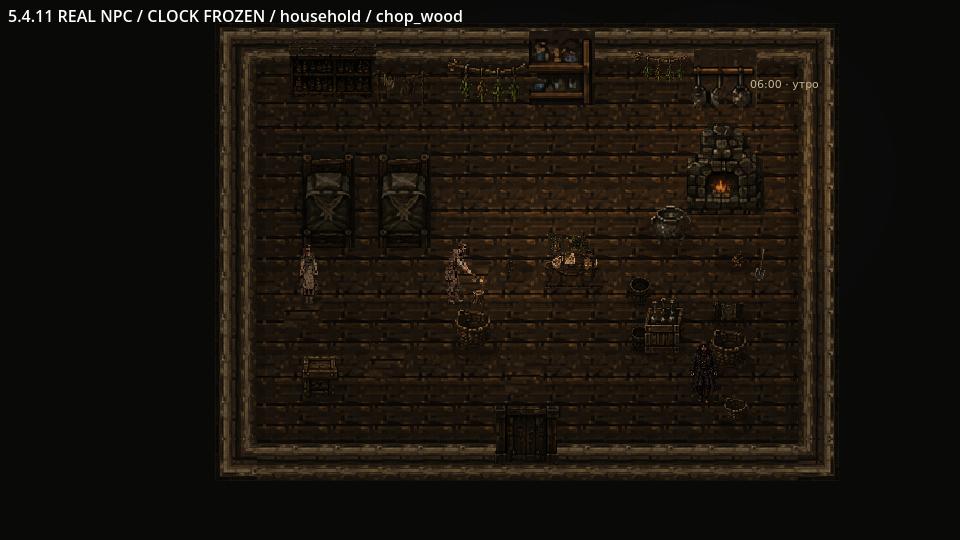 5.4.11 REAL NPC / CLOCK FROZEN / household / chop_wood
06:00 · утро